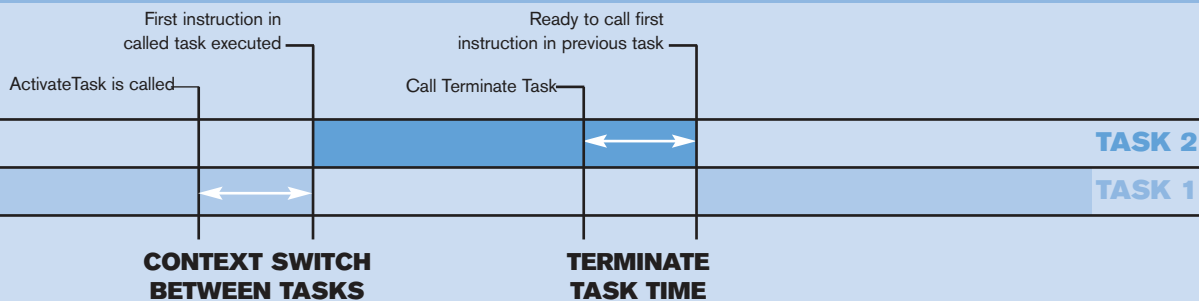 First instruction in
called task executed
Ready to call first
instruction in previous task
ActivateTask is called
Call Terminate Task
TASK 2
TASK 1
CONTEXT SWITCH
BETWEEN TASKS
TERMINATE
TASK TIME